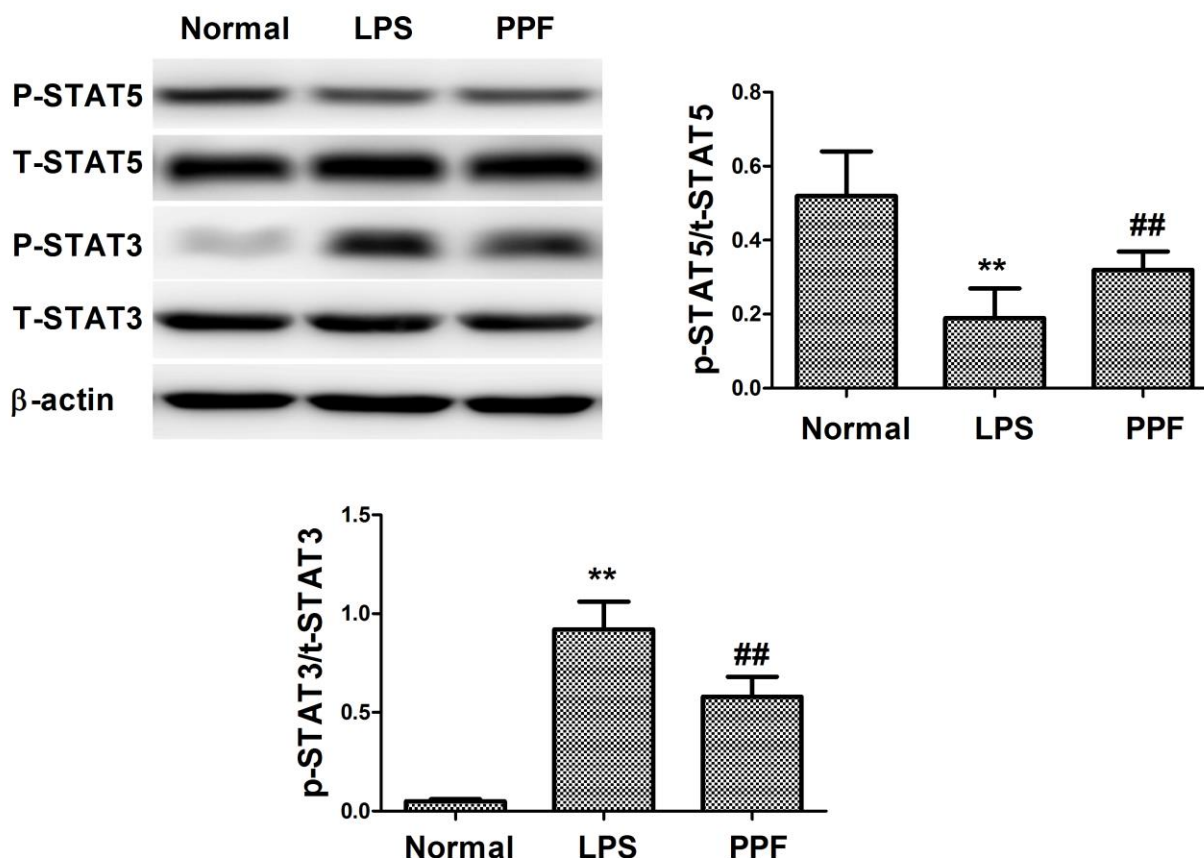 Normal LPS PPF
P-STAT5
T-STAT5
P-STAT3
T-STAT3
β-actin
p-STAT5/t-STAT5
0.8
0.6
0.4
0.2
0.0
**
##
Normal LPS PPF
p-STAT3/t-STAT3
1.5
1.0
0.5
0.0
**
##
Normal LPS PPF